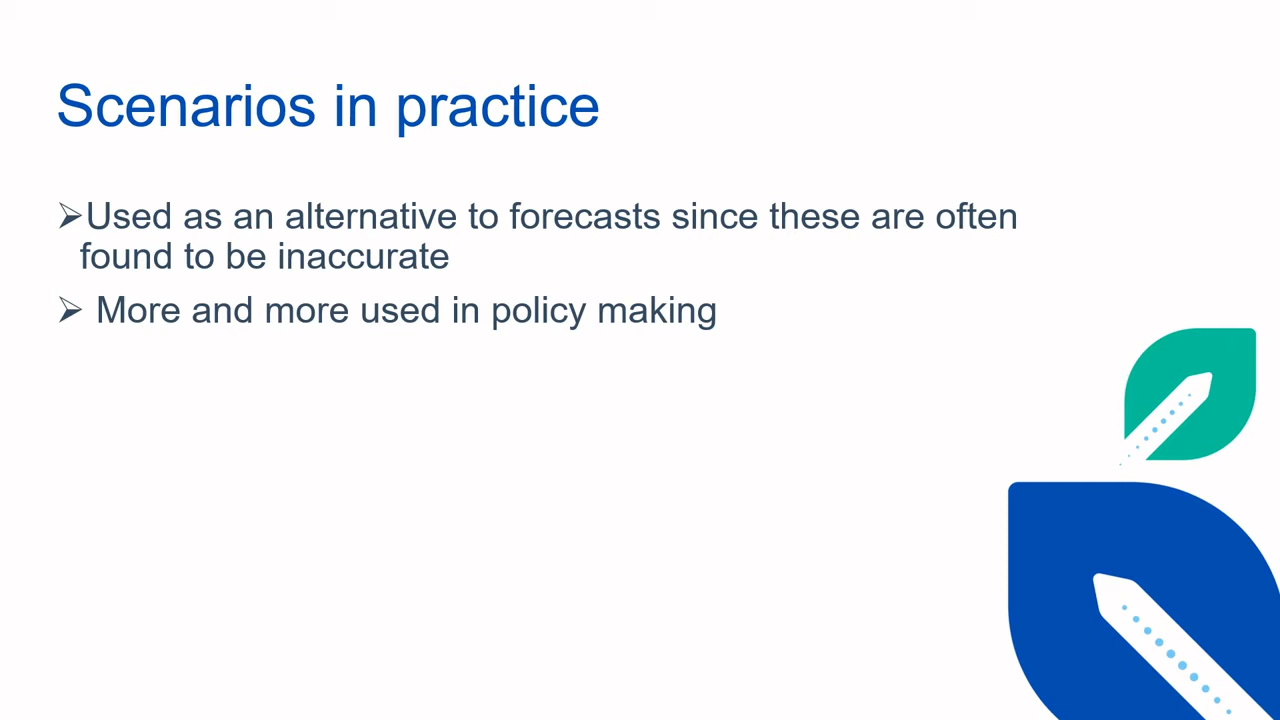 Scenarios in practice
➢Used as an alternative to forecasts since these are often
found to be inaccurate
➢ More and more used in policy making